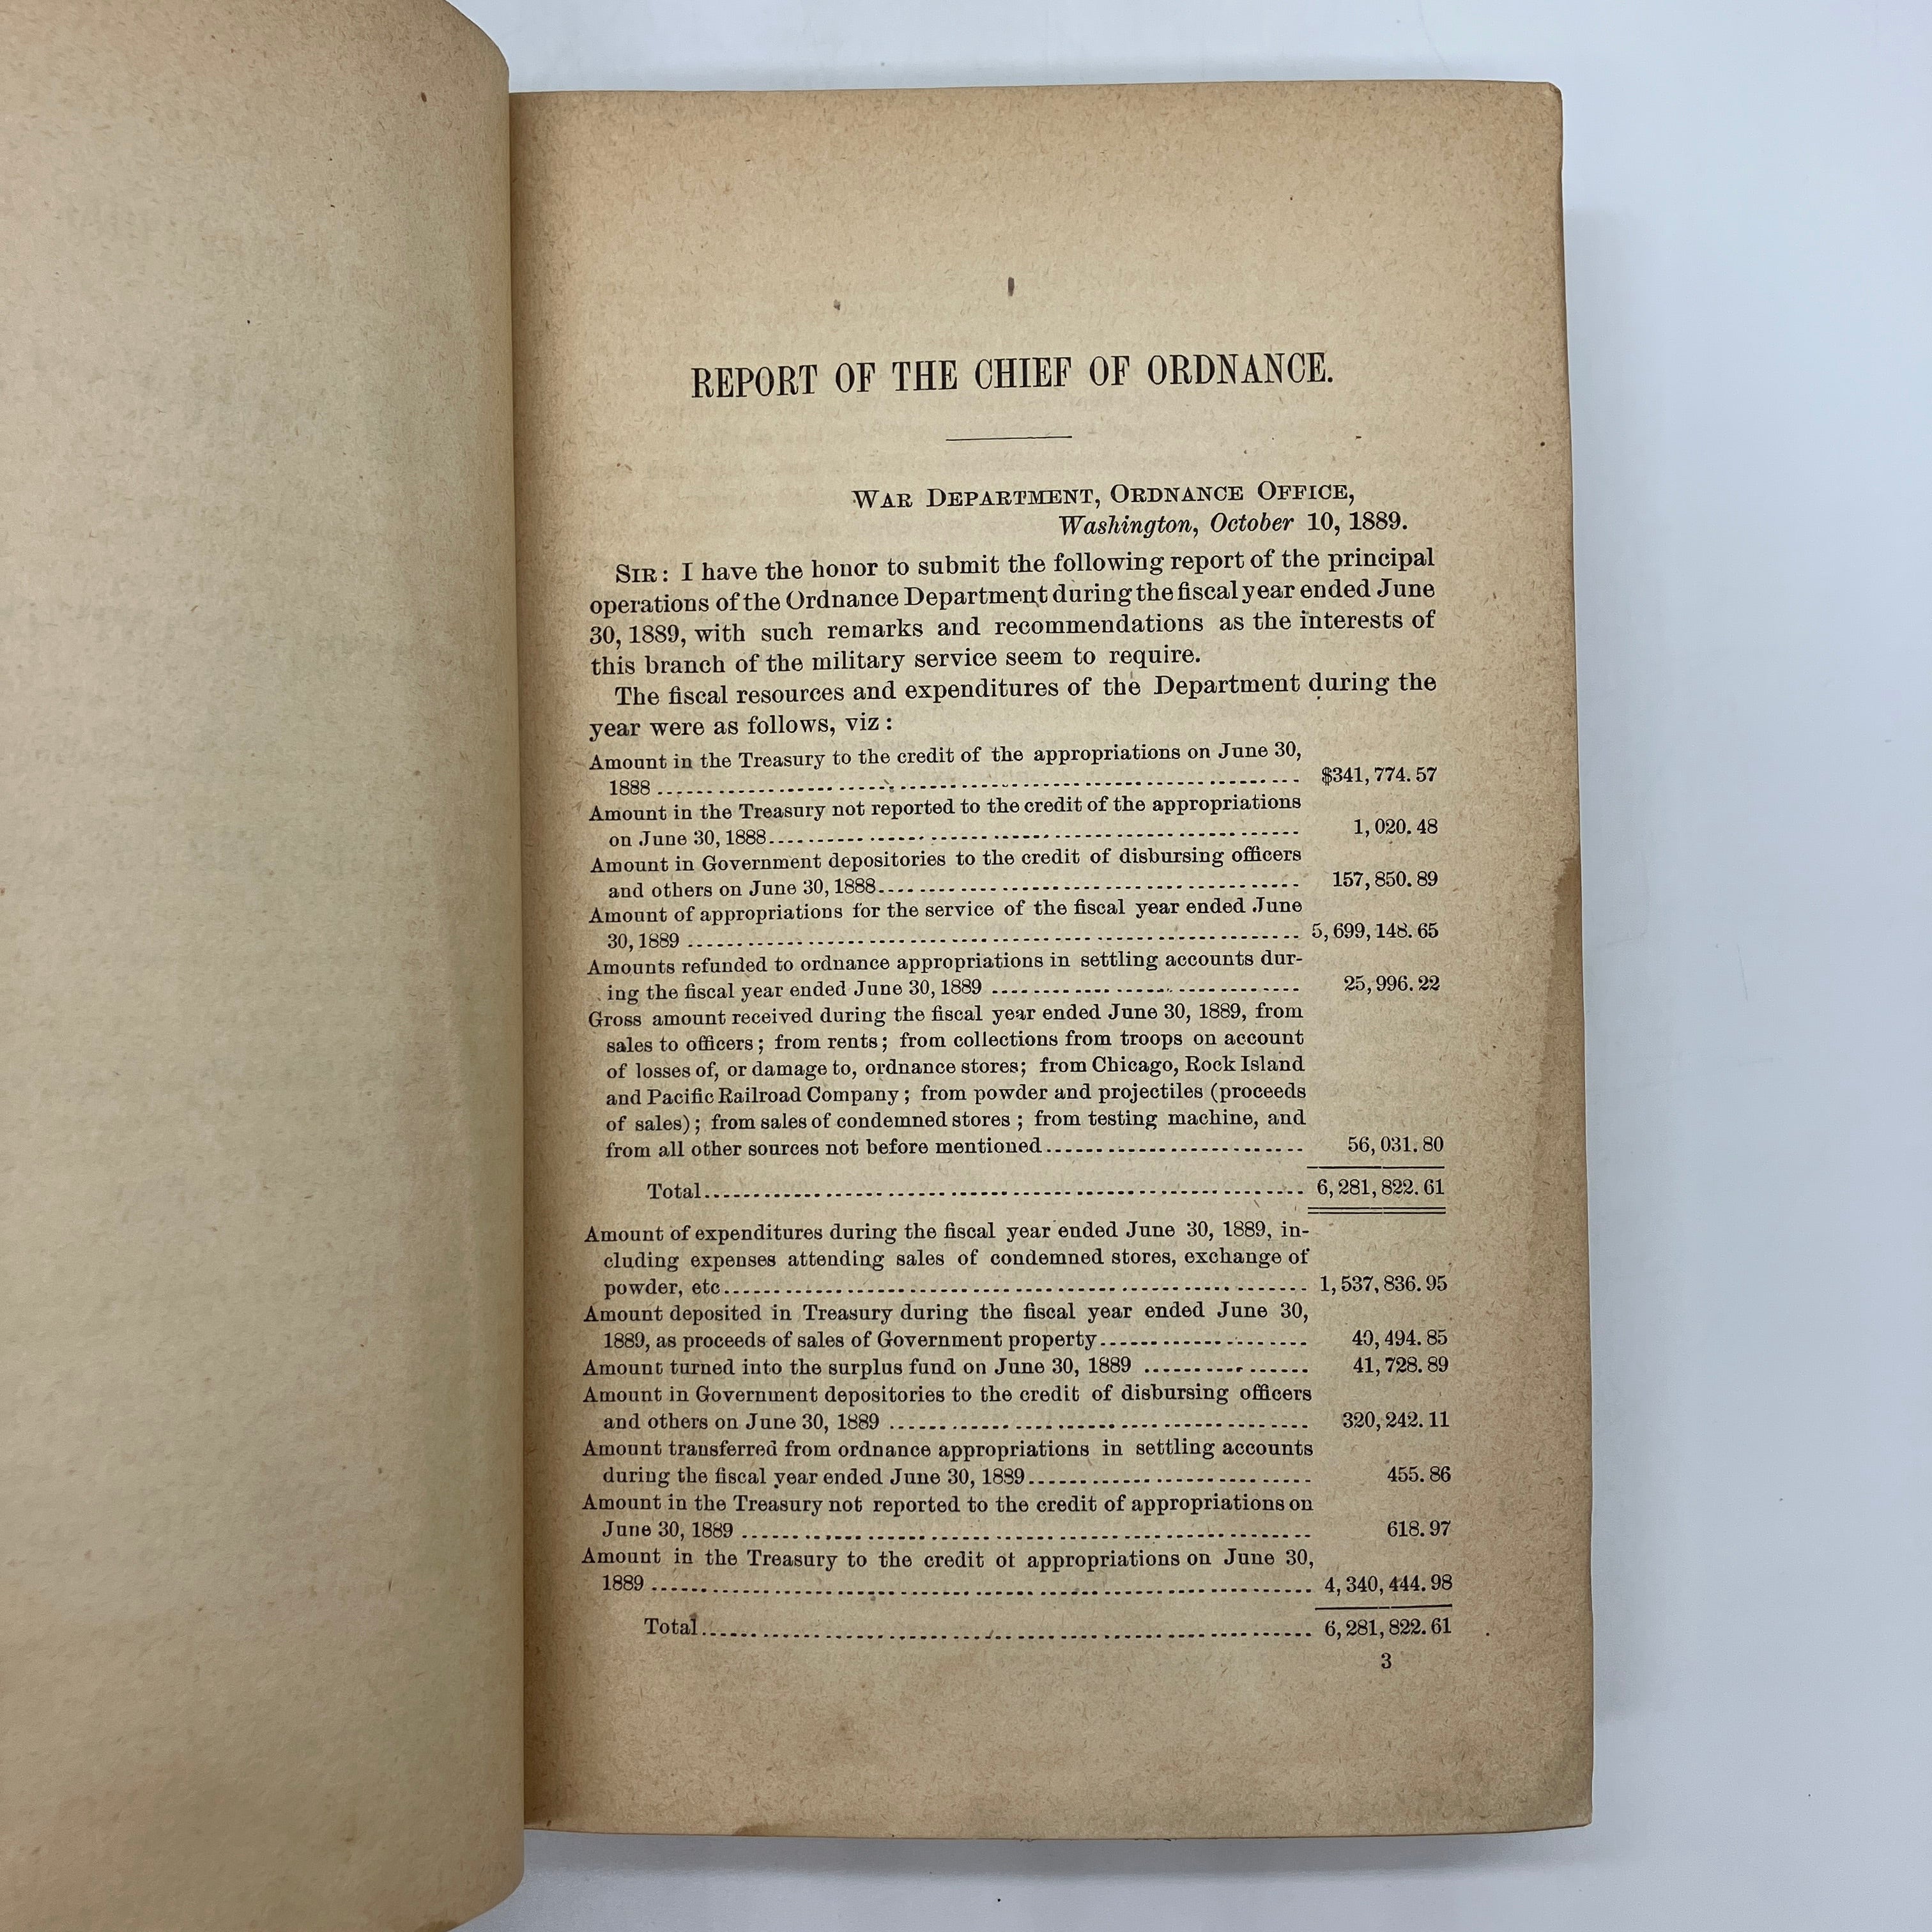 REPORT OF THE CHIEF OF ORDNANCE.
WAR DEPARTMENT, ORDNANCE OFFICE,
Washington, October 10, 1889.
SIR: I have the honor to submit the following report of the principal
operations of the Ordnance Department during the fiscal year ended June
30, 1889, with such remarks and recommendations as the interests of
this branch of the military service seem to require.
The fiscal resources and expenditures of the Department during the
year were as follows, viz:
Amount in the Treasury to the credit of the appropriations on June 30,
1888 .......... $341,774.57
Amount in the Treasury not reported to the credit of the appropriations
on June 30, 1888.......... 1,020.48
Amount in Government depositories to the credit of disbursing officers
and others on June 30, 1888.......... 157,850.89
Amount of appropriations for the service of the fiscal year ended June
30, 1889 .......... 5,699,148.65
Amounts refunded to ordnance appropriations in settling accounts dur-
ing the fiscal year ended June 30, 1889 .......... 25,996.22
Gross amount received during the fiscal year ended June 30, 1889, from
sales to officers; from rents; from collections from troops on account
of losses of, or damage to, ordnance stores; from Chicago, Rock Island
and Pacific Railroad Company; from powder and projectiles (proceeds
of sales); from sales of condemned stores; from testing machine, and
from all other sources not before mentioned.......... 56,031.80
Total.......... 6,281,822.61
Amount of expenditures during the fiscal year ended June 30, 1889, in-
cluding expenses attending sales of condemned stores, exchange of
powder, etc.......... 1,537,836.95
Amount deposited in Treasury during the fiscal year ended June 30,
1889, as proceeds of sales of Government property.......... 40,494.85
Amount turned into the surplus fund on June 30, 1889 .......... 41,728.89
Amount in Government depositories to the credit of disbursing officers
and others on June 30, 1889 .......... 320,242.11
Amount transferred from ordnance appropriations in settling accounts
during the fiscal year ended June 30, 1889.......... 455.86
Amount in the Treasury not reported to the credit of appropriations on
June 30, 1889 .......... 618.97
Amount in the Treasury to the credit of appropriations on June 30,
1889 .......... 4,340,444.98
Total.......... 6,281,822.61
3